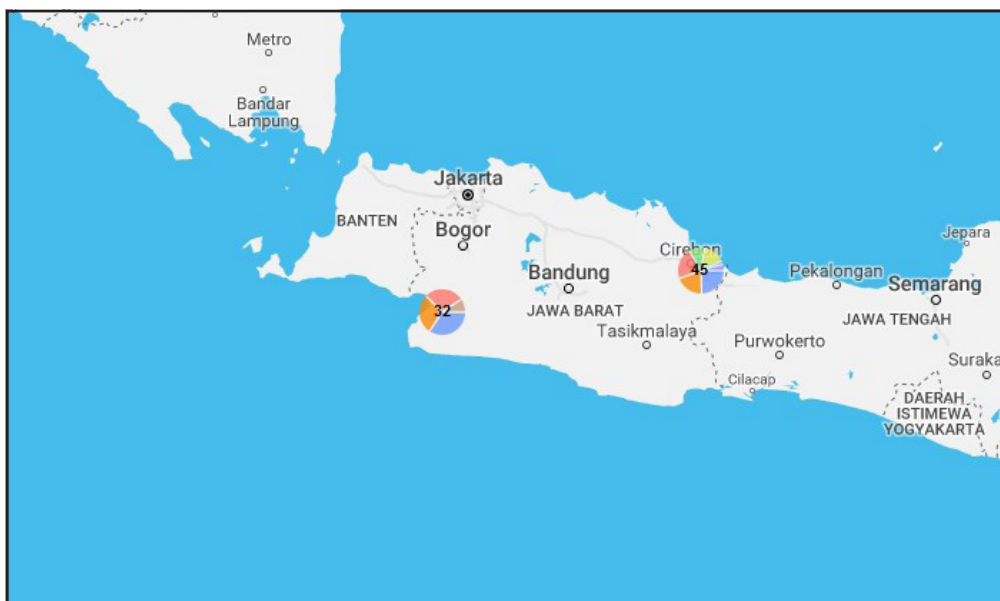 Metro
Bandar
Lampung
Jakarta
BANTEN
Bogor
Jepara
Cirebon
45
Bandung
Pekalongan
Semarang
32
JAWA BARAT
JAWA TENGAH
Tasikmalaya
Purwokerto
Suraka
Cilacap
DAERAH
ISTIMEWA
YOGYAKARTA